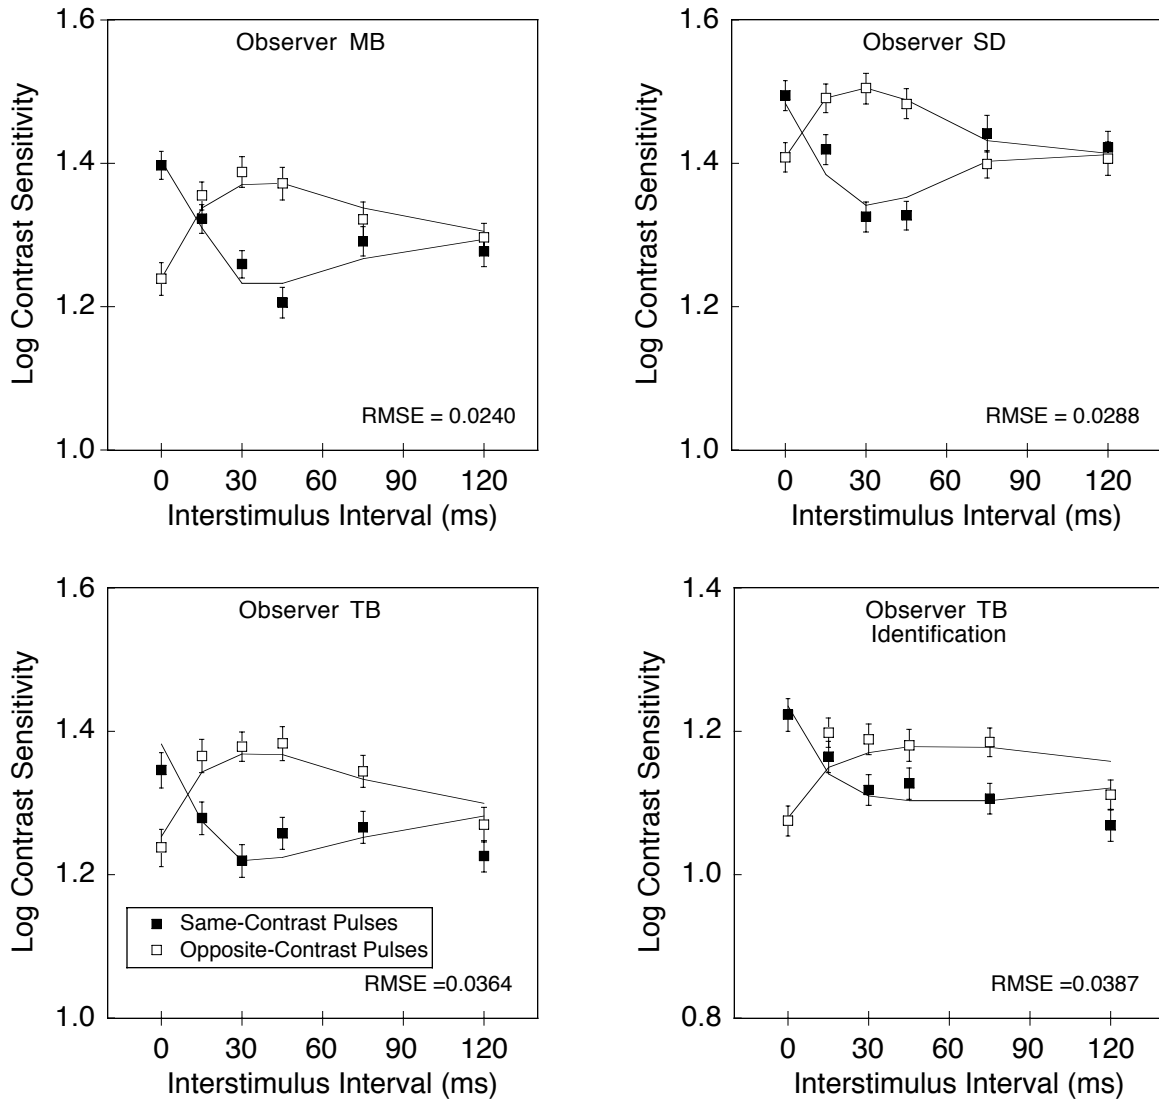 Observer MB
1.6
1.4
1.2
1.0
Log Contrast Sensitivity
RMSE = 0.0240
0 30 60 90 120
Interstimulus Interval (ms)
Observer SD
1.6
1.4
1.2
1.0
Log Contrast Sensitivity
RMSE = 0.0288
0 30 60 90 120
Interstimulus Interval (ms)
Observer TB
1.6
1.4
1.2
1.0
Log Contrast Sensitivity
Same-Contrast Pulses
Opposite-Contrast Pulses
RMSE =0.0364
0 30 60 90 120
Interstimulus Interval (ms)
Observer TB
Identification
1.4
1.2
1.0
0.8
Log Contrast Sensitivity
RMSE =0.0387
0 30 60 90 120
Interstimulus Interval (ms)